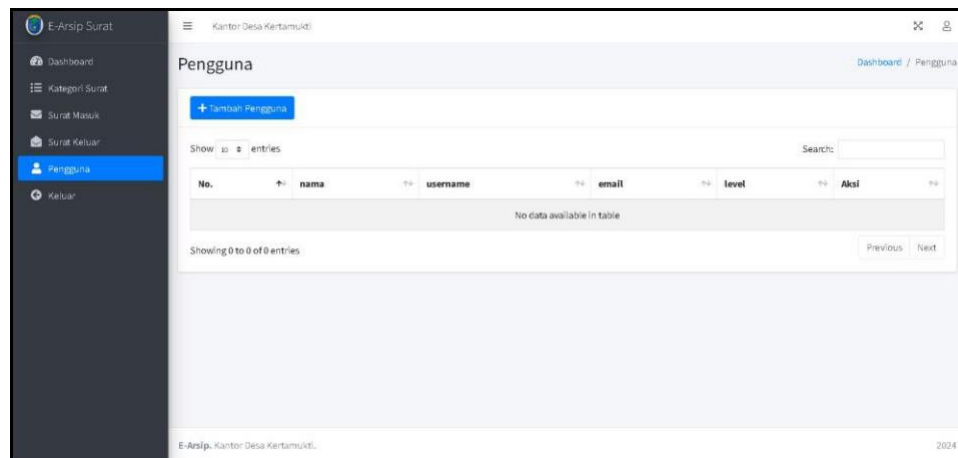 E-Arsip Surat
Kantor Desa Kertamukti
Dashboard
Kategori Surat
Surat Masuk
Surat Keluar
Pengguna
Keluar
Pengguna
Dashboard / Pengguna
+ Tambah Pengguna
Show 10 entries
Search:
No. nama username email level Aksi
No data available in table
Showing 0 to 0 of 0 entries
Previous Next
E-Arsip. Kantor Desa Kertamukti.
2024